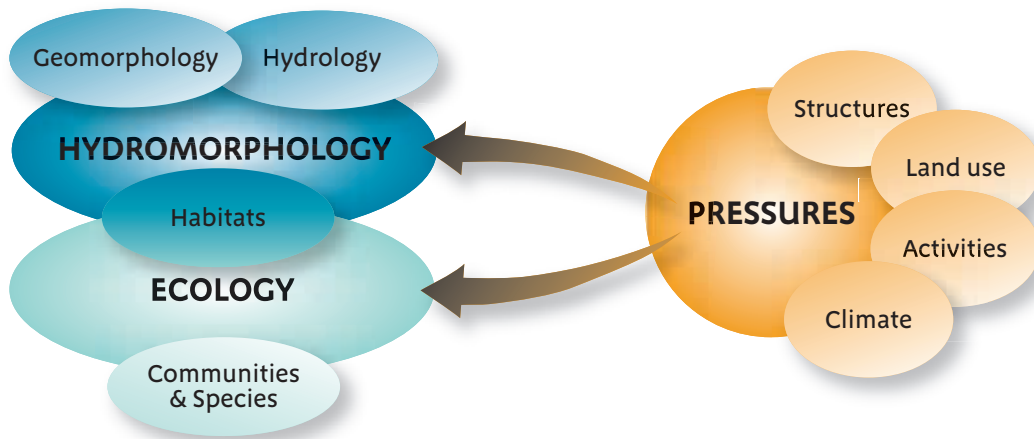 Geomorphology
Hydrology
HYDROMORPHOLOGY
Habitats
ECOLOGY
Communities
& Species
PRESSURES
Structures
Land use
Activities
Climate